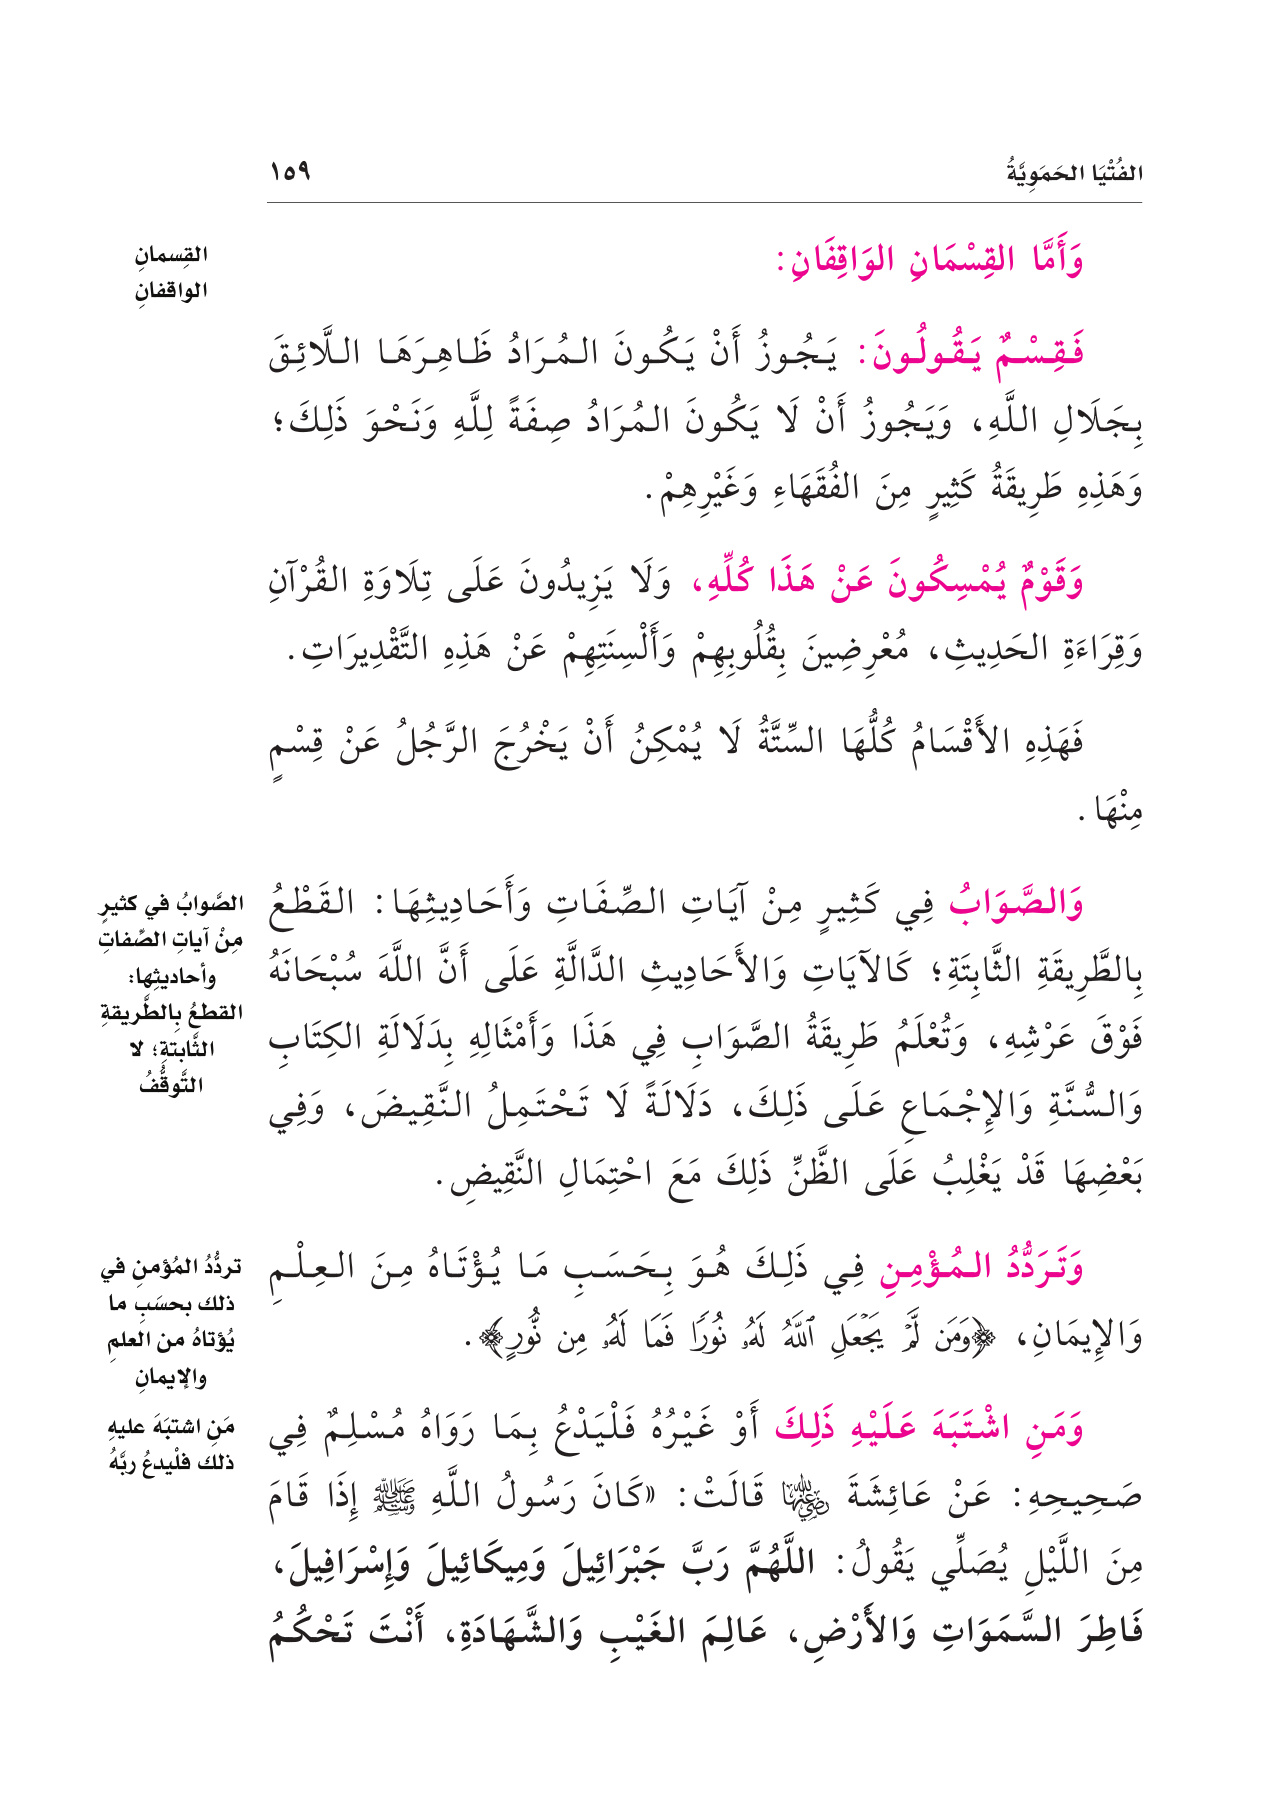 الفُتْيَا الحَمَوِيَّةُ
١٥٩
وَأَمَّا القِسْمَانِ الوَاقِفَانِ:
القِسمانِ
الواقفانِ
فَقِسْمٌ يَقُولُونَ: يَجُوزُ أَنْ يَكُونَ المُرَادُ ظَاهِرَهَا اللَّائِقَ
بِجَلَالِ اللَّهِ، وَيَجُوزُ أَنْ لَا يَكُونَ المُرَادُ صِفَةً لِلَّهِ وَنَحْوَ ذَلِكَ؛
وَهَذِهِ طَرِيقَةُ كَثِيرٍ مِنَ الفُقَهَاءِ وَغَيْرِهِمْ.
وَقَوْمٌ يُمْسِكُونَ عَنْ هَذَا كُلِّهِ، وَلَا يَزِيدُونَ عَلَى تِلَاوَةِ القُرْآنِ
وَقِرَاءَةِ الحَدِيثِ، مُعْرِضِينَ بِقُلُوبِهِمْ وَأَلْسِنَتِهِمْ عَنْ هَذِهِ التَّقْدِيرَاتِ.
فَهَذِهِ الأَقْسَامُ كُلُّهَا السِّتَّةُ لَا يُمْكِنُ أَنْ يَخْرُجَ الرَّجُلُ عَنْ قِسْمٍ
مِنْهَا.
وَالصَّوَابُ فِي كَثِيرٍ مِنْ آيَاتِ الصِّفَاتِ وَأَحَادِيثِهَا: القَطْعُ
بِالطَّرِيقَةِ الثَّابِتَةِ؛ كَالآيَاتِ وَالأَحَادِيثِ الدَّالَّةِ عَلَى أَنَّ اللَّهَ سُبْحَانَهُ
فَوْقَ عَرْشِهِ، وَتُعْلَمُ طَرِيقَةُ الصَّوَابِ فِي هَذَا وَأَمْثَالِهِ بِدَلَالَةِ الكِتَابِ
وَالسُّنَّةِ وَالإِجْمَاعِ عَلَى ذَلِكَ، دَلَالَةً لَا تَحْتَمِلُ النَّقِيضَ، وَفِي
بَعْضِهَا قَدْ يَغْلِبُ عَلَى الظَّنِّ ذَلِكَ مَعَ احْتِمَالِ النَّقِيضِ.
الصَّوابُ في كثيرٍ
مِنْ آياتِ الصِّفاتِ
وأحاديثِها:
القطعُ بِالطَّريقةِ
الثَّابتةِ؛ لا
التَّوقُّفُ
وَتَرَدُّدُ المُؤْمِنِ فِي ذَلِكَ هُوَ بِحَسَبِ مَا يُؤْتَاهُ مِنَ العِلْمِ
وَالإِيمَانِ، ﴿وَمَن لَّمْ يَجْعَلِ ٱللَّهُ لَهُۥ نُورًا فَمَا لَهُۥ مِن نُّورٍ﴾.
تردُّدُ المُؤمنِ في
ذلك بحسَبِ ما
يُؤتاهُ من العلمِ
والإيمانِ
وَمَنِ اشْتَبَهَ عَلَيْهِ ذَلِكَ أَوْ غَيْرُهُ فَلْيَدْعُ بِمَا رَوَاهُ مُسْلِمٌ فِي
صَحِيحِهِ: عَنْ عَائِشَةَ رضي الله عنها قَالَتْ: «كَانَ رَسُولُ اللَّهِ ﷺ إِذَا قَامَ
مِنَ اللَّيْلِ يُصَلِّي يَقُولُ: اللَّهُمَّ رَبَّ جَبْرَائِيلَ وَمِيكَائِيلَ وَإِسْرَافِيلَ،
فَاطِرَ السَّمَوَاتِ وَالأَرْضِ، عَالِمَ الغَيْبِ وَالشَّهَادَةِ، أَنْتَ تَحْكُمُ
مَنِ اشتبَهَ عليهِ
ذلك فلْيدعُ ربَّهُ